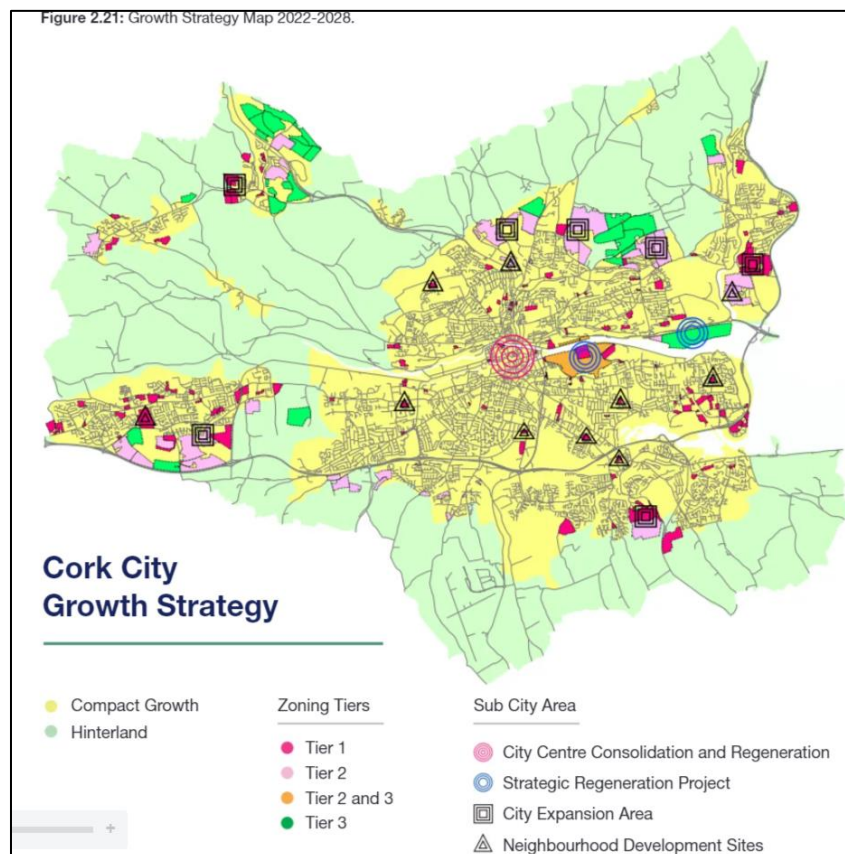 Figure 2.21: Growth Strategy Map 2022-2028.
Cork City
Growth Strategy
Compact Growth
Hinterland
Zoning Tiers
Tier 1
Tier 2
Tier 2 and 3
Tier 3
Sub City Area
City Centre Consolidation and Regeneration
Strategic Regeneration Project
City Expansion Area
Neighbourhood Development Sites
+